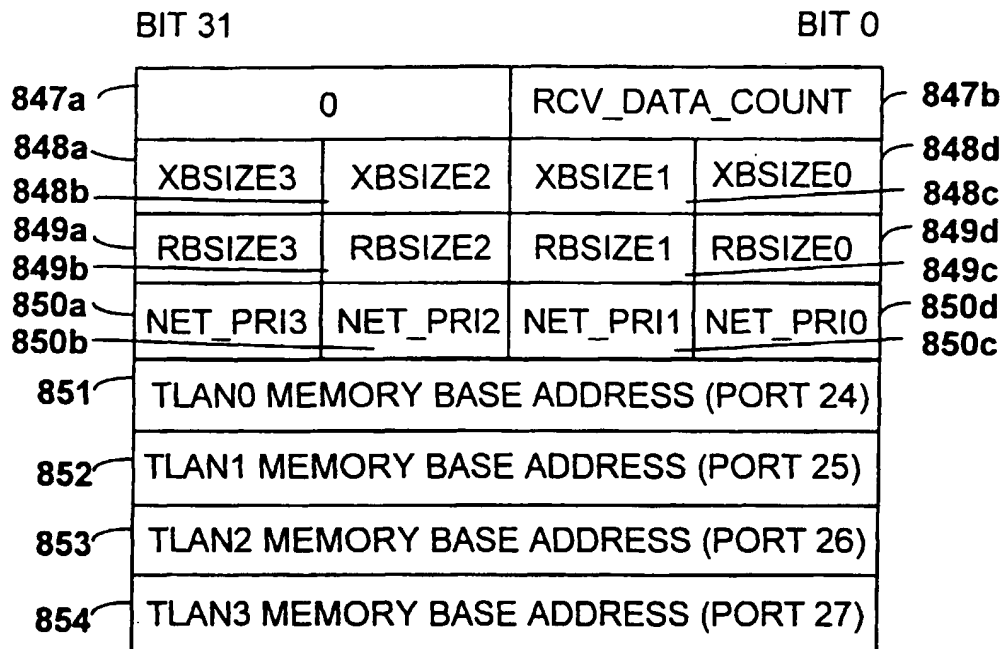 BIT 31 BIT 0
847a 0 RCV_DATA_COUNT 847b
848a XBSIZE3 XBSIZE2 XBSIZE1 XBSIZE0 848d
848b 848c
849a RBSIZE3 RBSIZE2 RBSIZE1 RBSIZE0 849d
849b 849c
850a NET_PRI3 NET_PRI2 NET_PRI1 NET_PRI0 850d
850b 850c
851 TLAN0 MEMORY BASE ADDRESS (PORT 24)
852 TLAN1 MEMORY BASE ADDRESS (PORT 25)
853 TLAN2 MEMORY BASE ADDRESS (PORT 26)
854 TLAN3 MEMORY BASE ADDRESS (PORT 27)